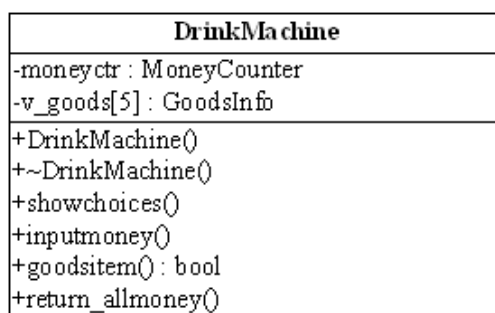 DrinkMachine
-moneyctr : MoneyCounter
-v_goods[5] : GoodsInfo
+DrinkMachine()
+~DrinkMachine()
+showchoices()
+inputmoney()
+goodsitem() : bool
+return_allmoney()